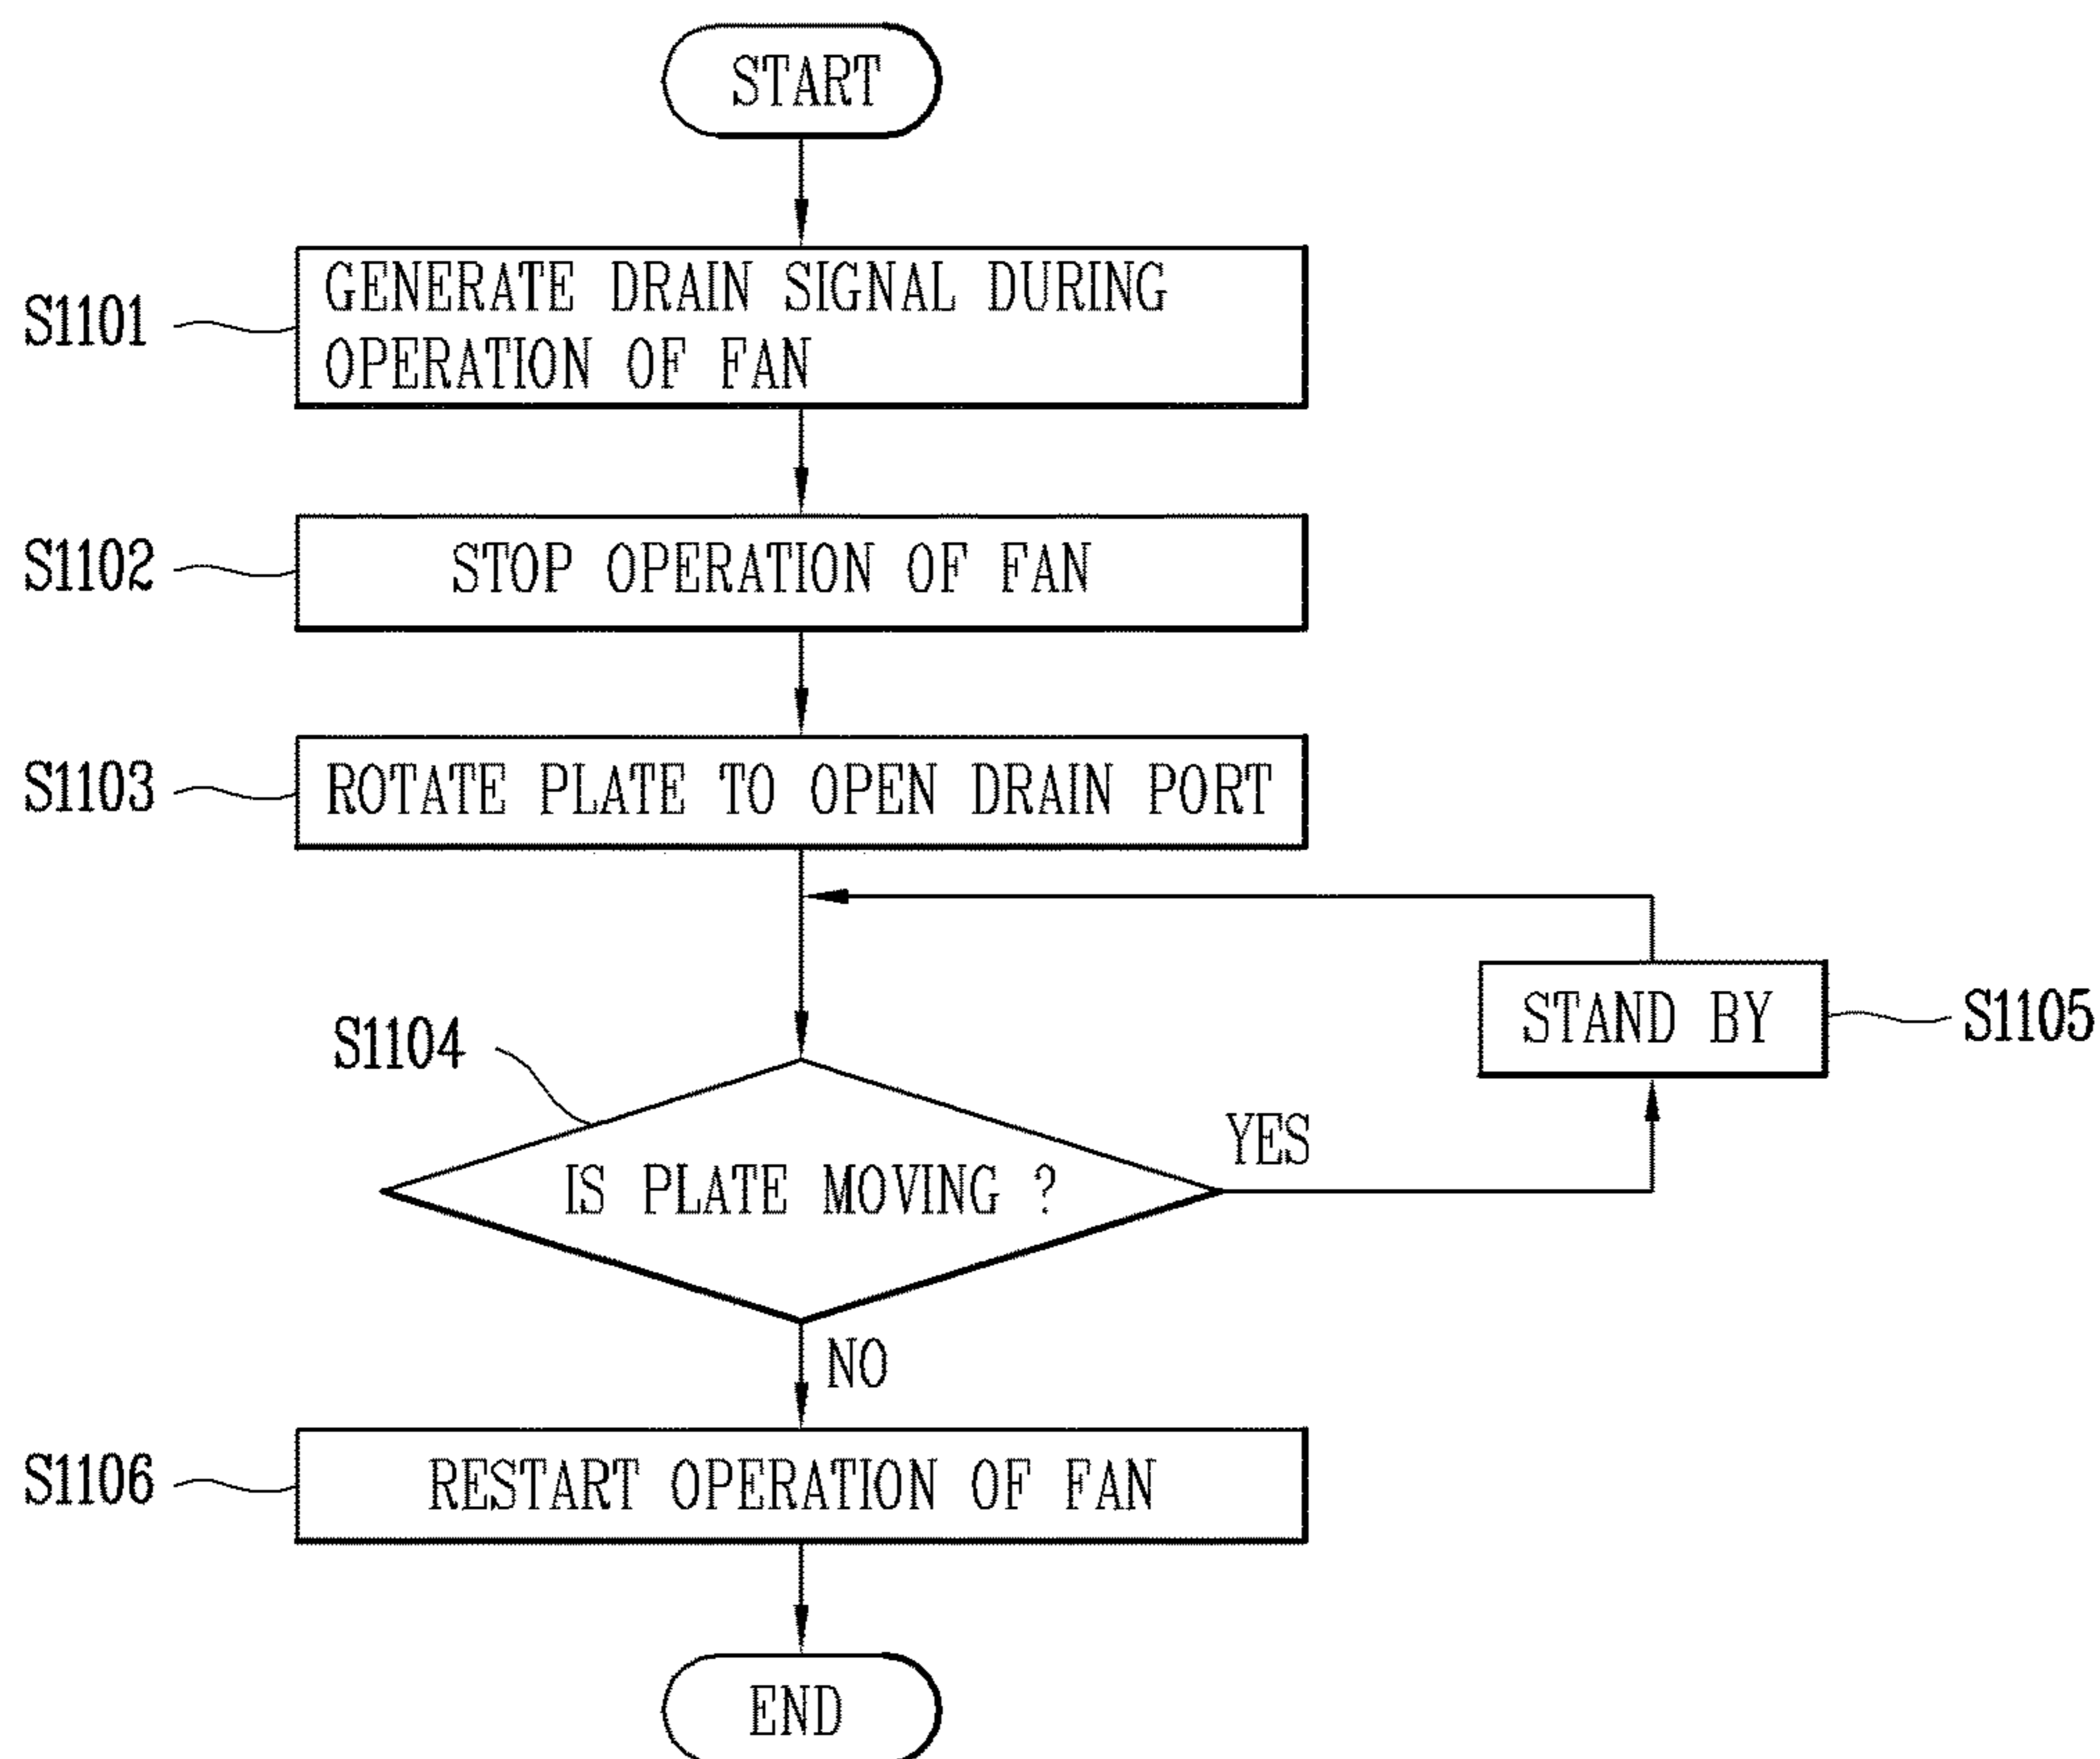 START
S1101
GENERATE DRAIN SIGNAL DURING
OPERATION OF FAN
S1102
STOP OPERATION OF FAN
S1103
ROTATE PLATE TO OPEN DRAIN PORT
STAND BY
S1105
S1104
IS PLATE MOVING ?
YES
NO
S1106
RESTART OPERATION OF FAN
END